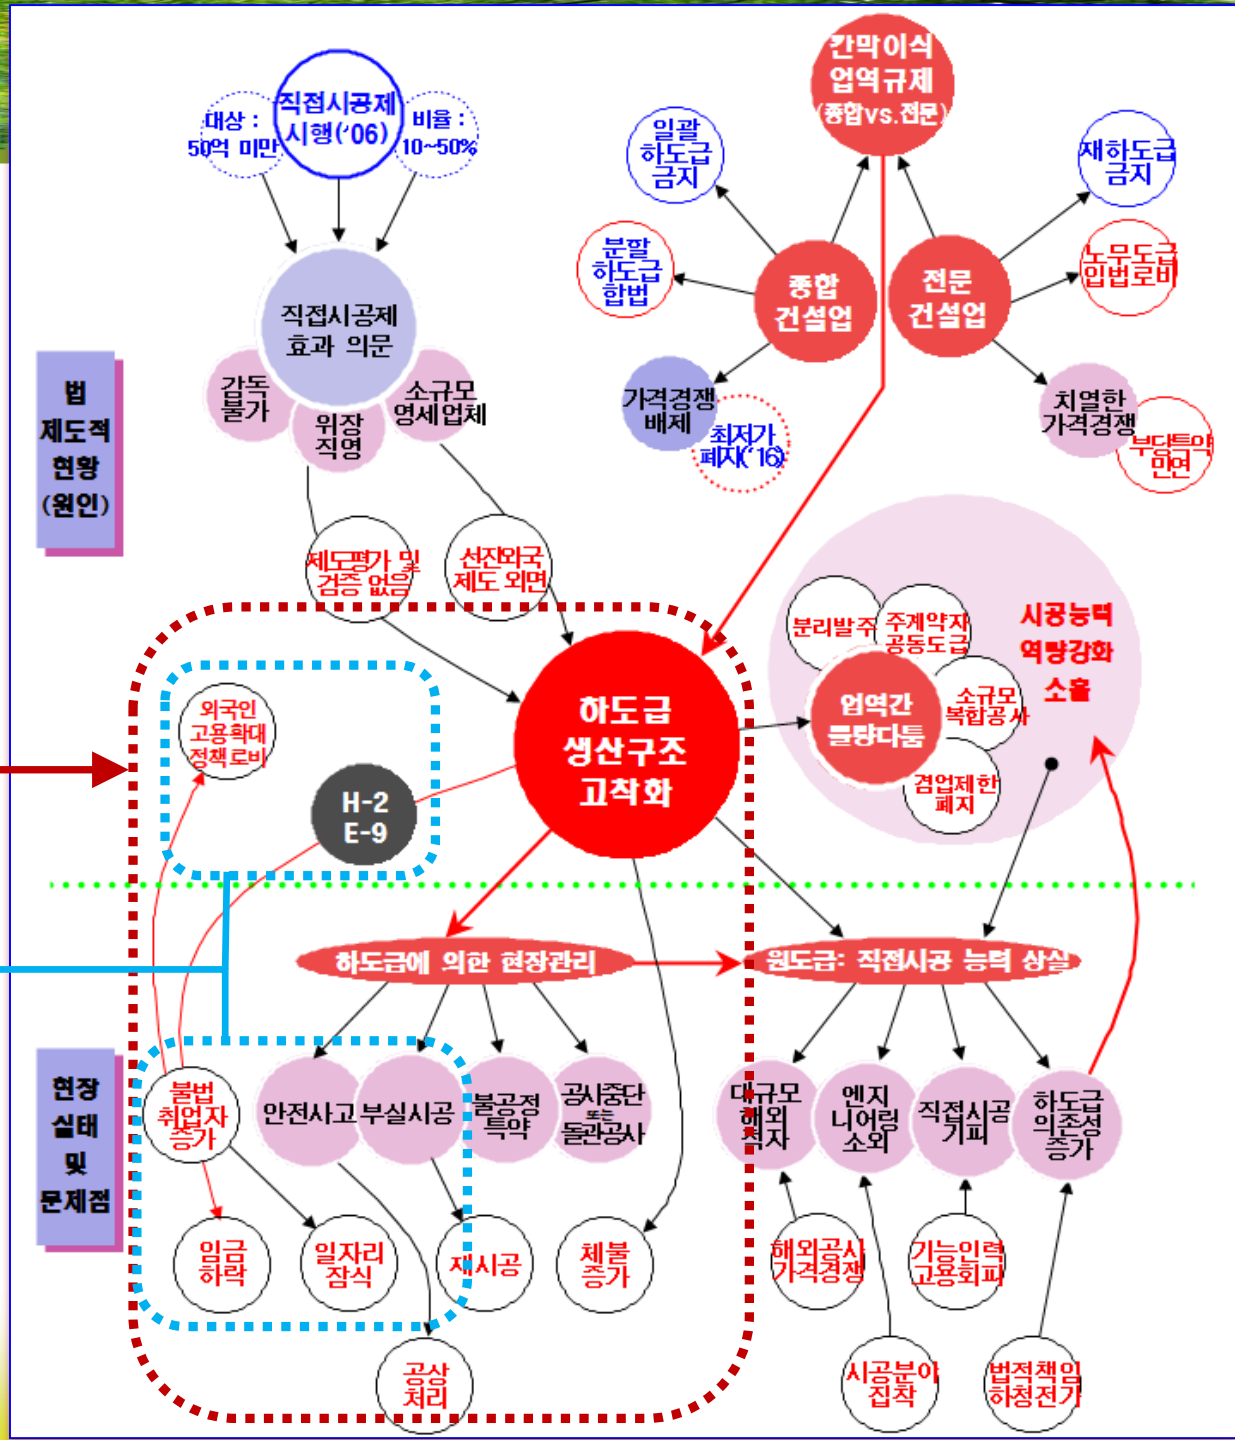 칸막이식
업역규제
(종합vs.전문)
직접시공제
시행('06)
대상 :
50억 미만
비율 :
10~50%
일괄
하도급
금지
재하도급
금지
분할
하도급
합법
노무도급
입법로비
종합
건설업
전문
건설업
직접시공제
효과 의문
감독
불가
위장
직영
소규모
영세업체
가격경쟁
배제
최저가
폐지('16)
치열한
가격경쟁
부당특약
만연
법
제도적
현황
(원인)
제도평가 및
검증 없음
선진외국
제도 외면
분리발주
주계약자
공동도급
시공능력
역량강화
소홀
소규모
복합공사
업역간
물량다툼
겸업제한
폐지
하도급
생산구조
고착화
외국인
고용확대
정책로비
H-2
E-9
하도급에 의한 현장관리
원도급: 직접시공 능력 상실
현장
실태
및
문제점
불법
취업자
증가
안전사고
부실시공
불공정
특약
공사중단
또는
돌관공사
대규모
해외
적자
엔지
니어링
소외
직접시공
기피
하도급
의존성
증가
임금
하락
일자리
잠식
재시공
체불
증가
해외공사
가격경쟁
기능인력
고용회피
공상
처리
시공분야
집착
법적책임
하청전가